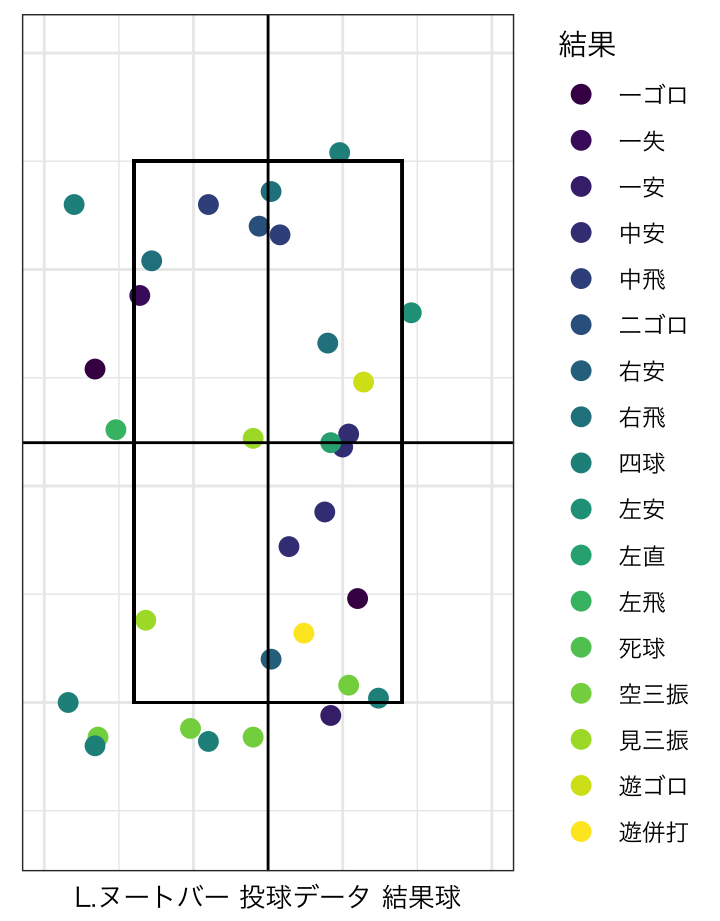 結果
一ゴロ
一失
一安
中安
中飛
二ゴロ
右安
右飛
四球
左安
左直
左飛
死球
空三振
見三振
遊ゴロ
遊併打
L.ヌートバー 投球データ 結果球